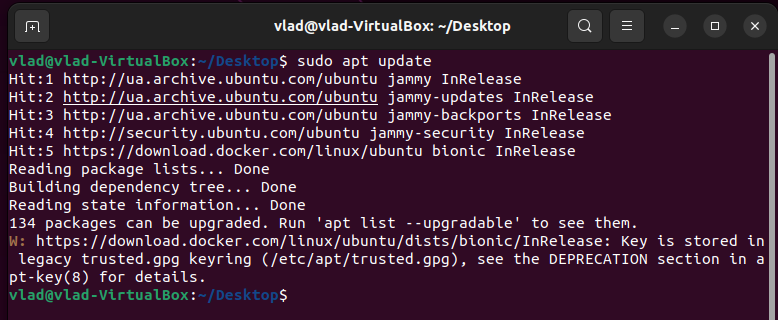 vlad@vlad-VirtualBox: ~/Desktop
vlad@vlad-VirtualBox:~/Desktop$ sudo apt update
Hit:1 http://ua.archive.ubuntu.com/ubuntu jammy InRelease
Hit:2 http://ua.archive.ubuntu.com/ubuntu jammy-updates InRelease
Hit:3 http://ua.archive.ubuntu.com/ubuntu jammy-backports InRelease
Hit:4 http://security.ubuntu.com/ubuntu jammy-security InRelease
Hit:5 https://download.docker.com/linux/ubuntu bionic InRelease
Reading package lists... Done
Building dependency tree... Done
Reading state information... Done
134 packages can be upgraded. Run 'apt list --upgradable' to see them.
W: https://download.docker.com/linux/ubuntu/dists/bionic/InRelease: Key is stored in
legacy trusted.gpg keyring (/etc/apt/trusted.gpg), see the DEPRECATION section in a
pt-key(8) for details.
vlad@vlad-VirtualBox:~/Desktop$